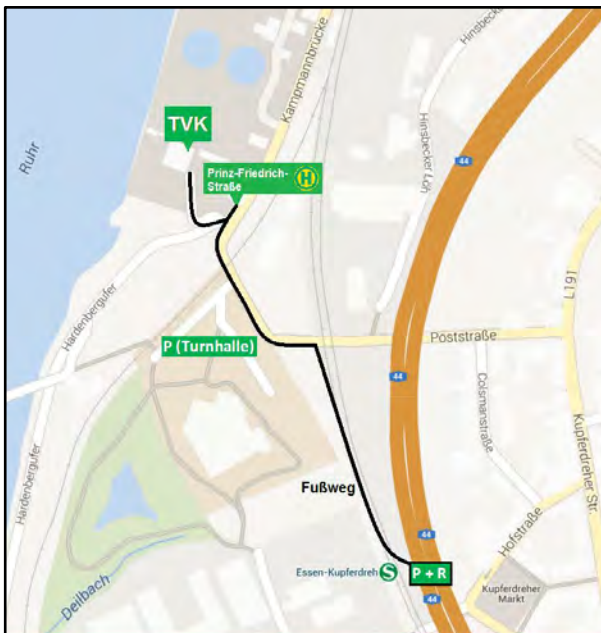 Kampmannbrücke
Hinsbecker
Hinsbecker Loh
TVK
Ruhr
44
Prinz-Friedrich-
Straße
H
L191
Hardenbergufer
P (Turnhalle)
Poststraße
44
Colsmanstraße
Kupferdreher Str.
Hardenbergufer
Fußweg
Hofstraße
44
Essen-Kupferdreh
S
P + R
44
Kupferdreher
Markt
Deilbach